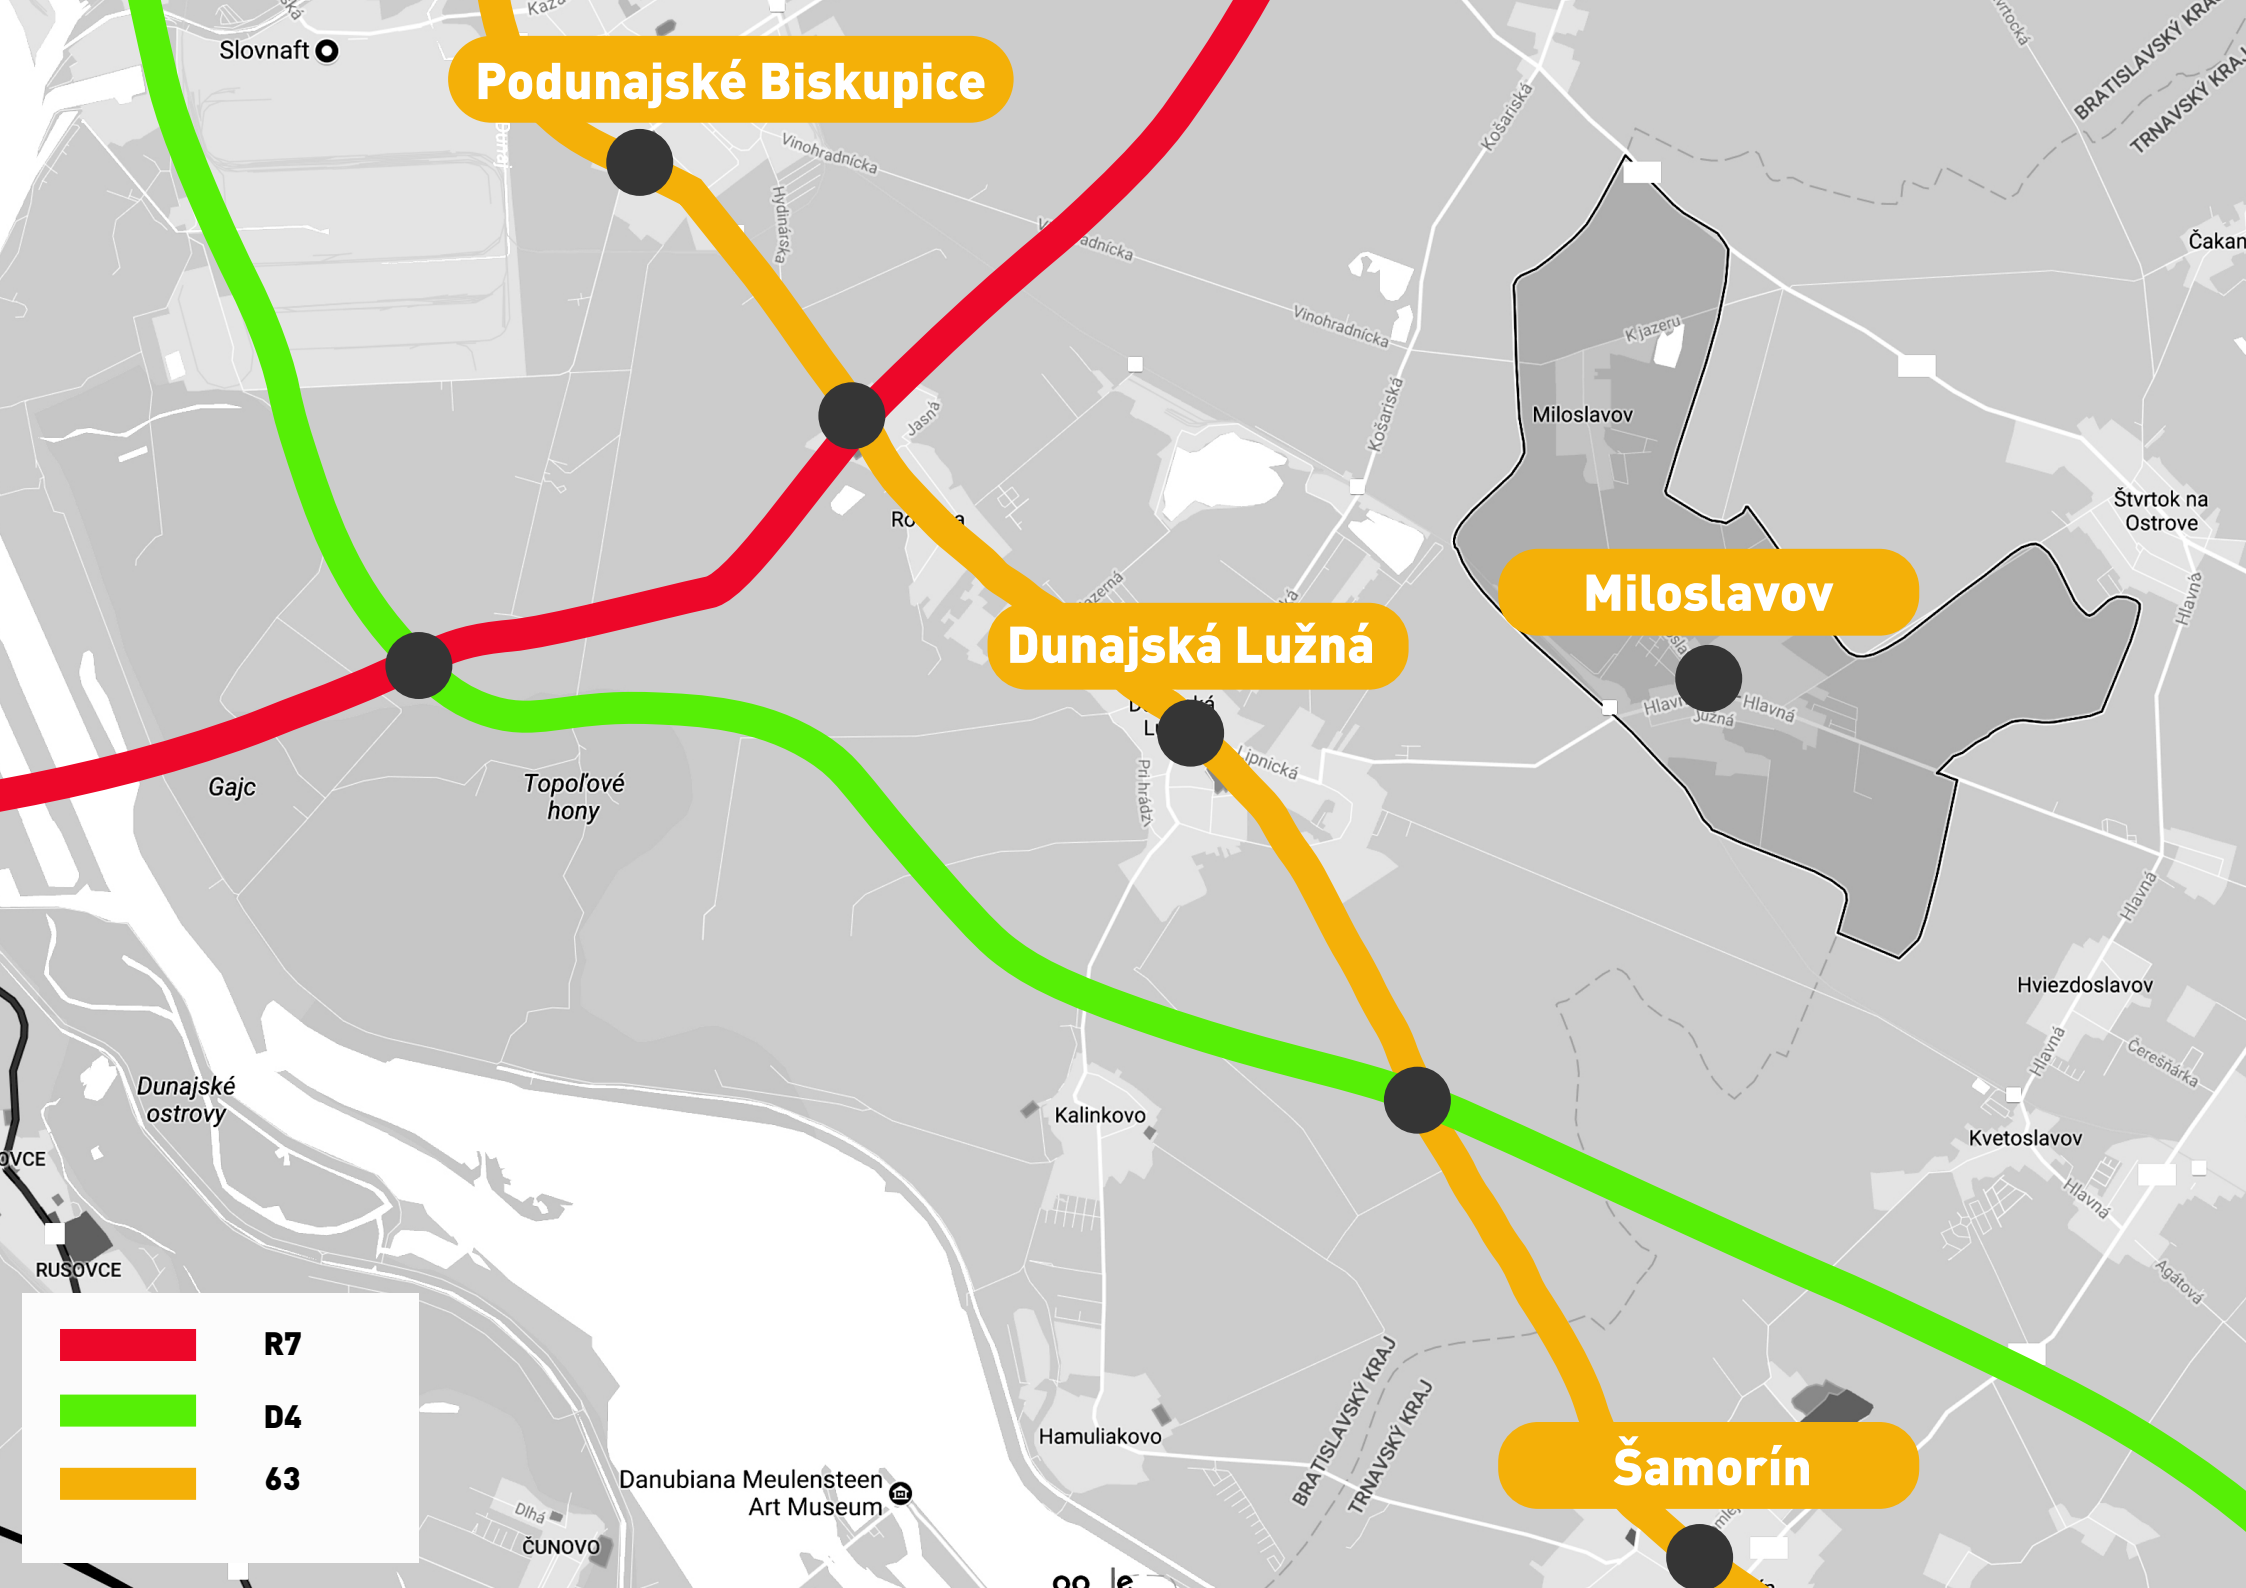 Slovnaft
Podunajské Biskupice
Vinohradnícka
Hydinárska
Košariská
BRATISLAVSKÝ
TRNAVSKÝ KRAJ
Vinohradnícka
K jazeru
Miloslavov
Košariská
Jasná
Štvrtok na
Ostrove
Hlavná
Miloslavov
Dunajská Lužná
Hlavná
Južná
Lipnická
Pri hrádzi
Gajc
Topoľové
hony
Hlavná
Hviezdoslavov
Hlavná
Čerešňárka
Dunajské
ostrovy
Kalinkovo
Kvetoslavov
Hlavná
RUSOVCE
Agátová
R7
D4
63
BRATISLAVSKÝ KRAJ
TRNAVSKÝ KRAJ
Hamuliakovo
Šamorín
Danubiana Meulensteen
Art Museum
Dlhá
ČUNOVO